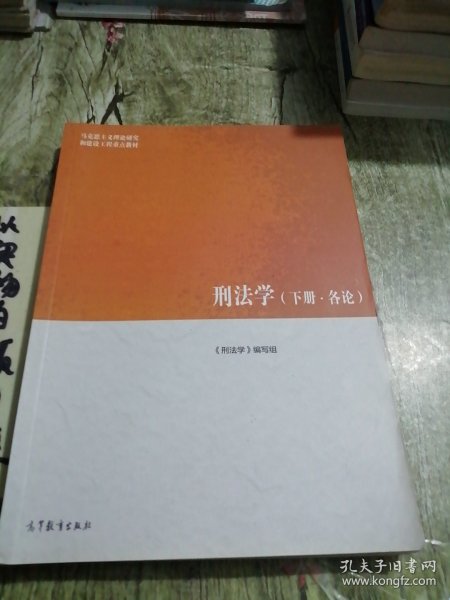 马克思主义理论研究
和建设工程重点教材
刑法学(下册·各论)
《刑法学》编写组
高等教育出版社
孔夫子旧书网
www.kongfz.com